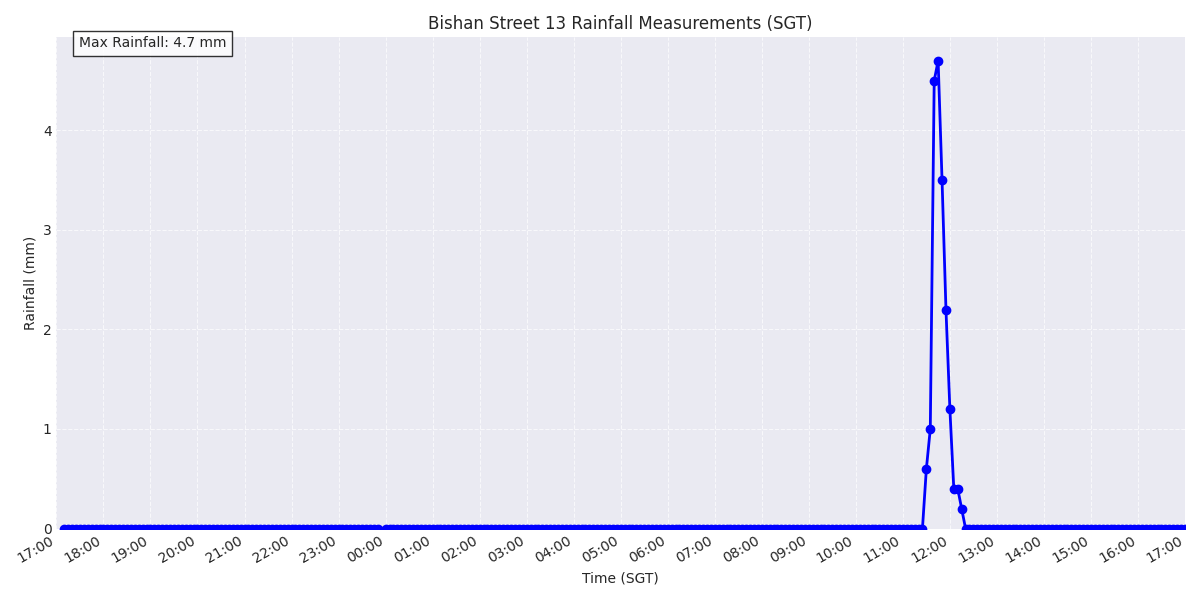 Bishan Street 13 Rainfall Measurements (SGT)
Max Rainfall: 4.7 mm
4
3
2
1
0
Rainfall (mm)
17:00 18:00 19:00 20:00 21:00 22:00 23:00 00:00 01:00 02:00 03:00 04:00 05:00 06:00 07:00 08:00 09:00 10:00 11:00 12:00 13:00 14:00 15:00 16:00 17:00
Time (SGT)